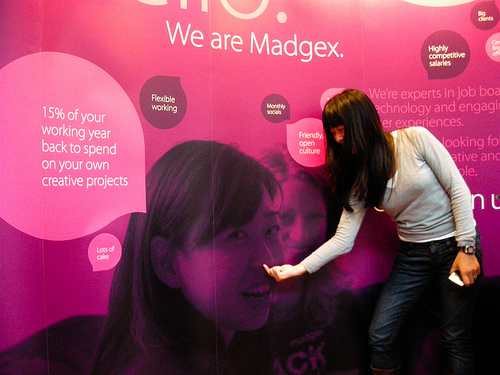 We are Madgex.
Big
clients
Highly
competitive
salaries
15% of your
working year
back to spend
on your own
creative projects
Flexible
working
Monthly
socials
Friendly,
open
culture
Lots of
cake
We're experts in job boa
echnology and engagi
er experiences.
ooking fo
ative and
ple.
n u
ACK